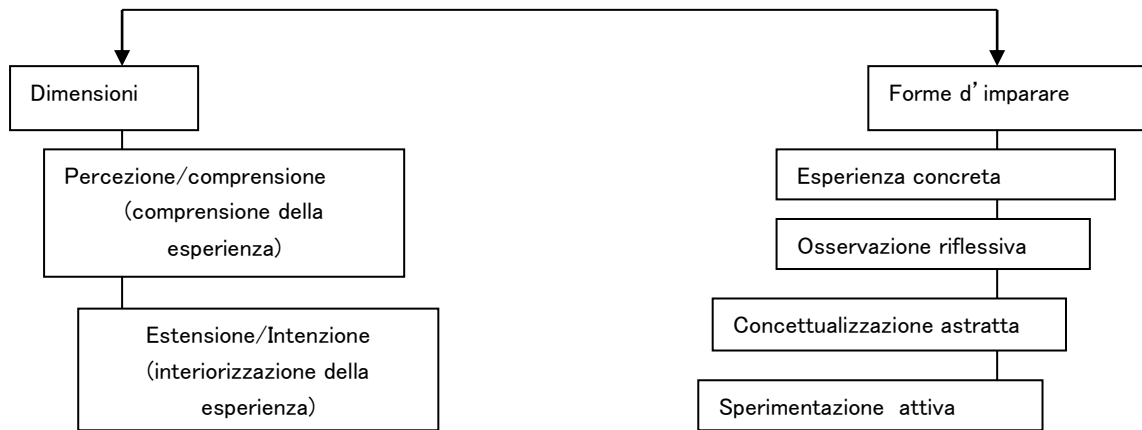 Dimensioni
Percezione/comprensione
(comprensione della
esperienza)
Estensione/Intenzione
(interiorizzazione della
esperienza)
Forme d'imparare
Esperienza concreta
Osservazione riflessiva
Concettualizzazione astratta
Sperimentazione attiva